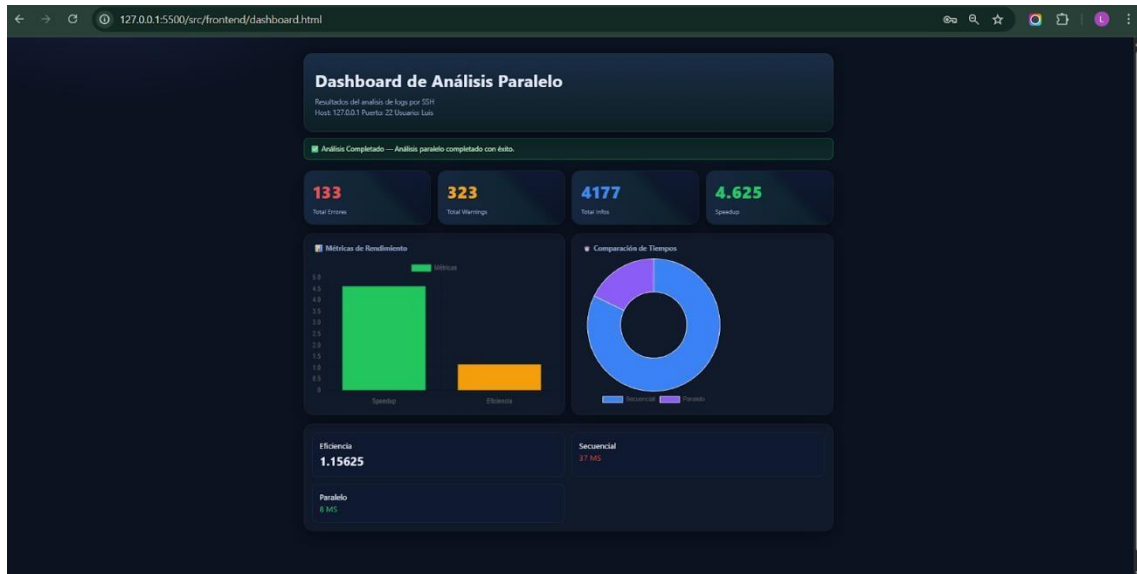 127.0.0.1:5500/src/frontend/dashboard.html
L
Dashboard de Análisis Paralelo
Resultados del analisis de logs por SSH
Host: 127.0.0.1 Puerto: 22 Usuario: Luis
Análisis Completado — Análisis paralelo completado con éxito.
133
Total Errores
323
Total Warnings
4177
Total Infos
4.625
Speedup
Métricas de Rendimiento
Métricas
5.0
4.5
4.0
3.5
3.0
2.5
2.0
1.5
1.0
0.5
0
Speedup Eficiencia
Comparación de Tiempos
Secuencial Paralelo
Eficiencia
1.15625
Secuencial
37 MS
Paralelo
8 MS